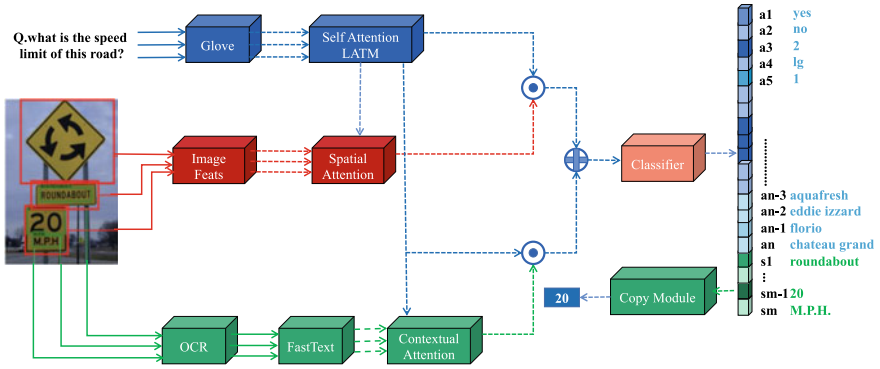 Q.what is the speed
limit of this road?
Glove
Self Attention
LATM
ROUNDABOUT
20
M.P.H
Image
Feats
Spatial
Attention
Classifier
OCR
FastText
Contextual
Attention
20
Copy Module
a1 yes
a2 no
a3 2
a4 lg
a5 1
an-3 aquafresh
an-2 eddie izzard
an-1 florio
an chateau grand
s1 roundabout
sm-1 20
sm M.P.H.